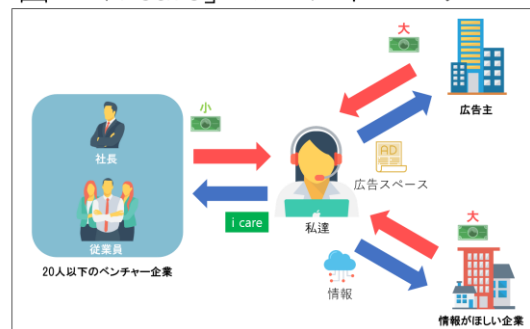 小
社長
従業員
i care
20人以下のベンチャー企業
私達
大
広告主
AD
広告スペース
情報
大
情報がほしい企業